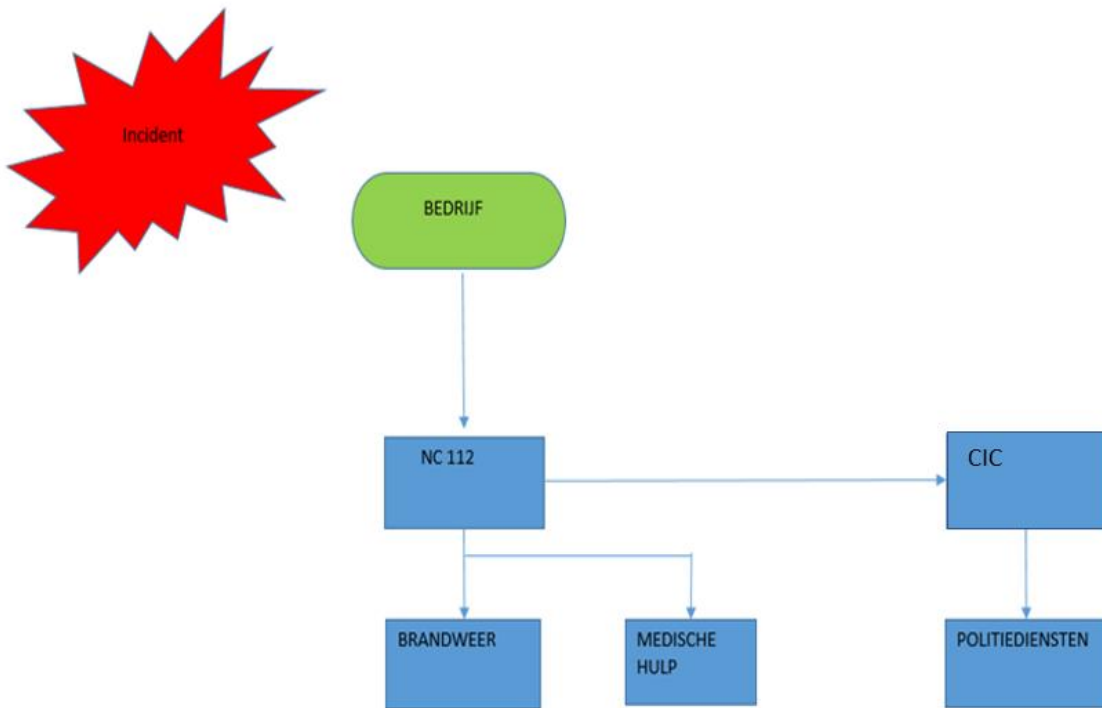 Incident
BEDRIJF
NC 112
CIC
BRANDWEER
MEDISCHE
HULP
POLITIEDIENSTEN